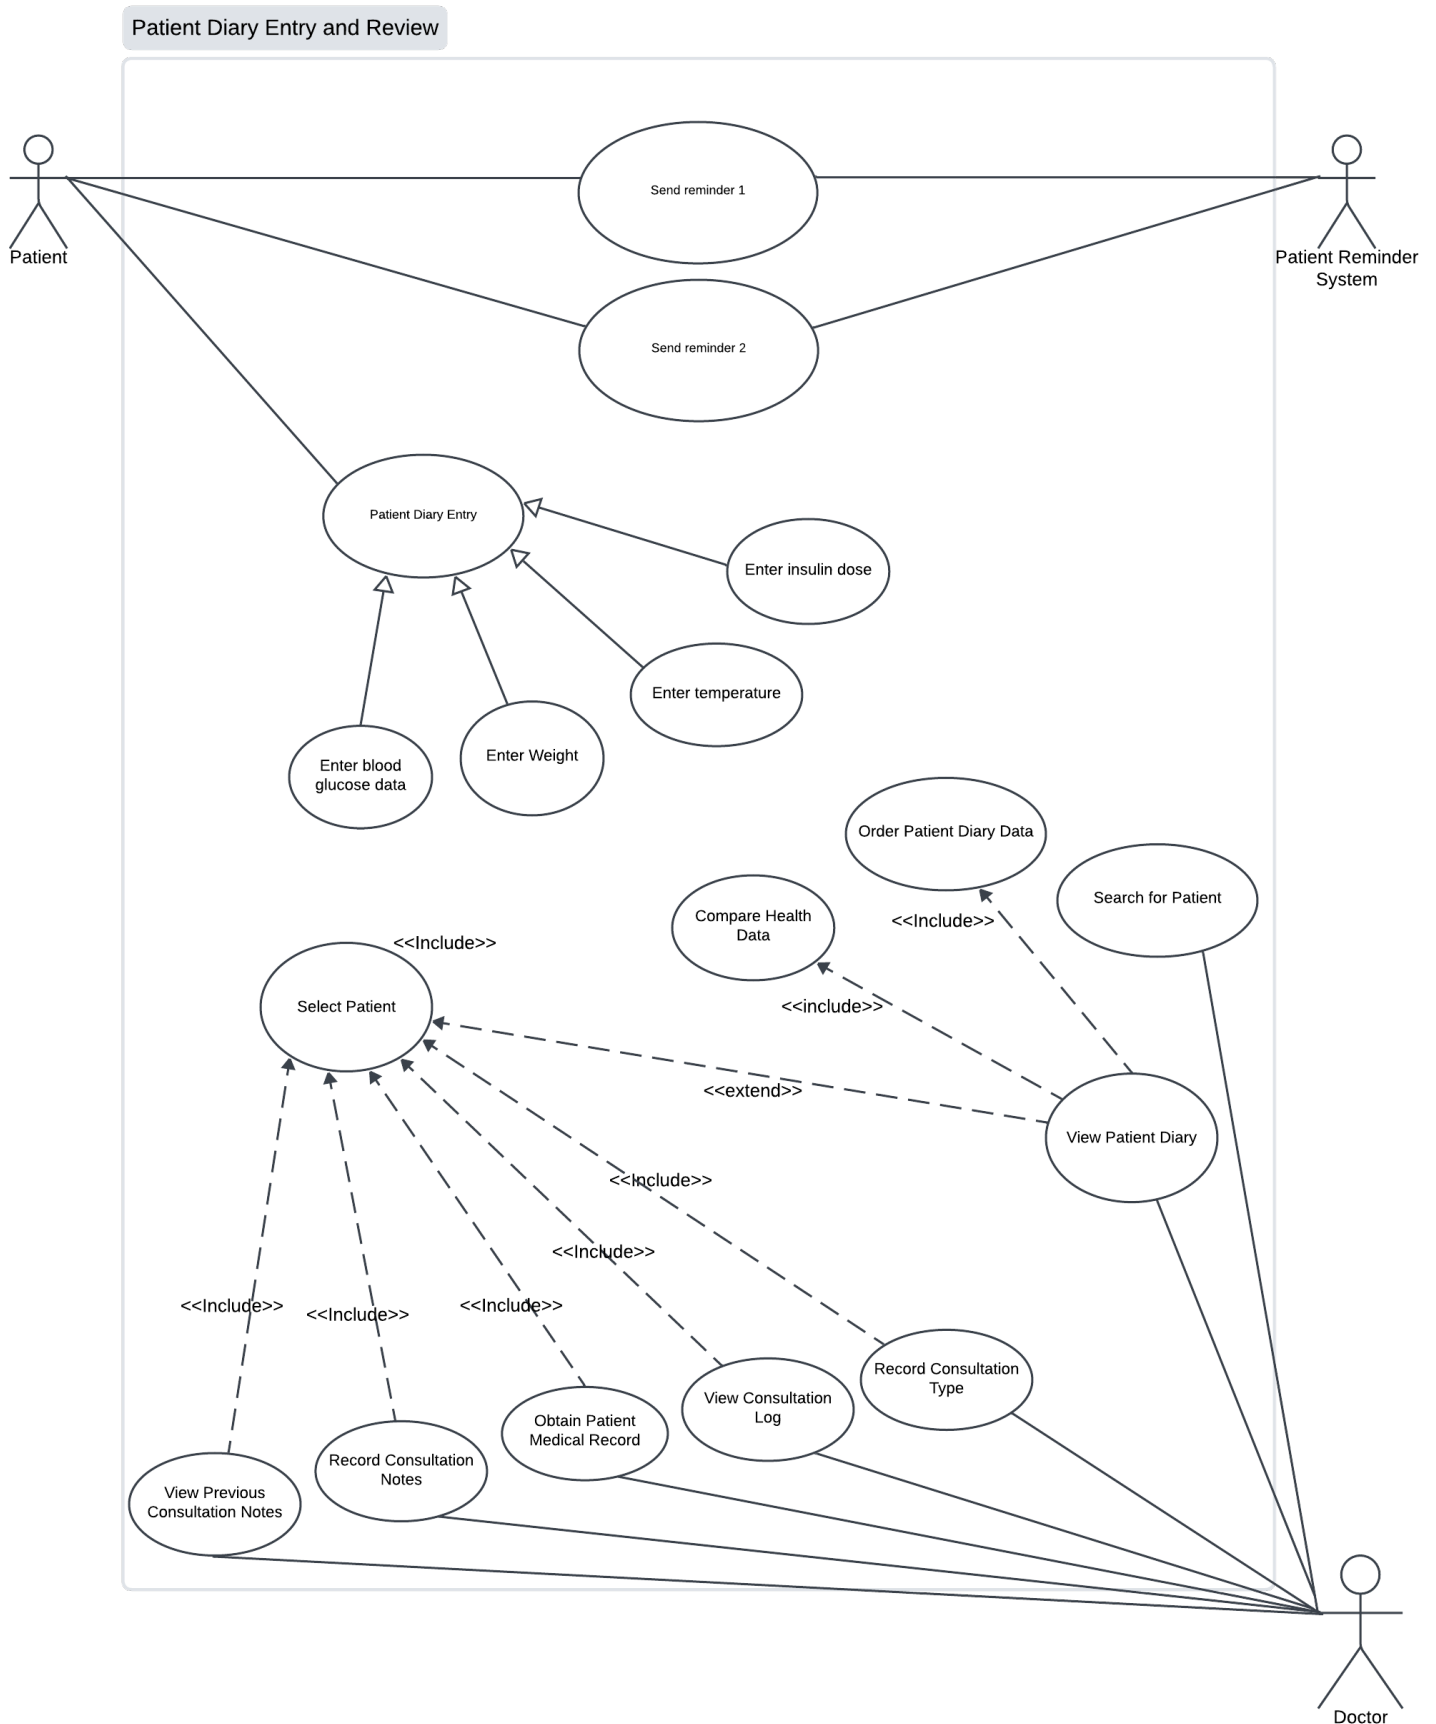 Patient Diary Entry and Review
Send reminder 1
Patient
Patient Reminder
System
Send reminder 2
Patient Diary Entry
Enter insulin dose
Enter temperature
Enter blood
glucose data
Enter Weight
Order Patient Diary Data
Search for Patient
Compare Health
Data
<<Include>>
<<Include>>
Select Patient
<<include>>
<<extend>>
View Patient Diary
<<Include>>
<<Include>>
<<Include>>
<<Include>>
<<Include>>
Record Consultation
Type
View Consultation
Log
Obtain Patient
Medical Record
Record Consultation
Notes
View Previous
Consultation Notes
Doctor